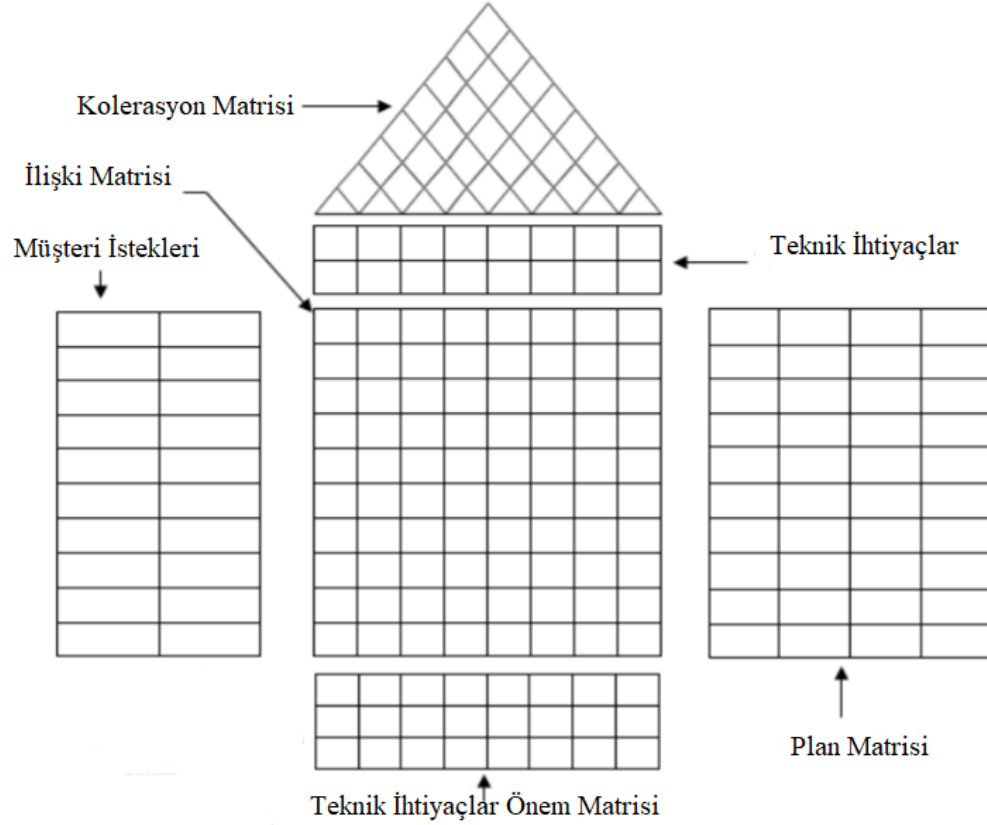 Kolerasyon Matrisi
İlişki Matrisi
Müşteri İstekleri
Teknik İhtiyaçlar
Plan Matrisi
Teknik İhtiyaçlar Önem Matrisi